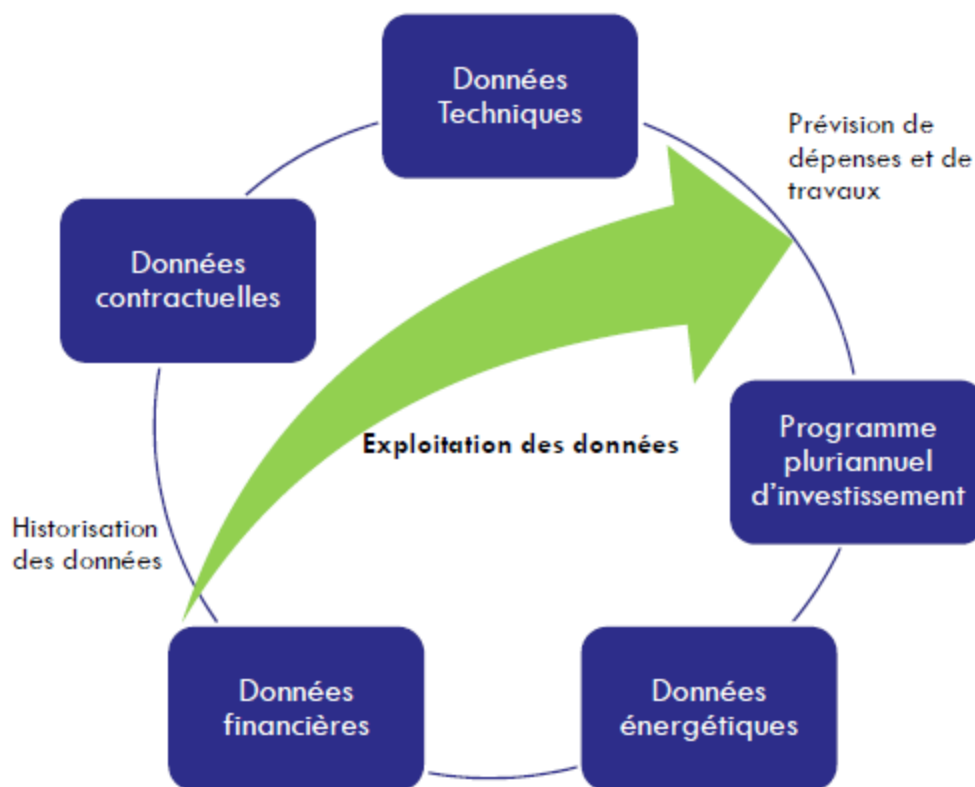 Données
Techniques
Prévision de
dépenses et de
travaux
Données
contractuelles
Programme
pluriannuel
d'investissement
Exploitation des données
Historisation
des données
Données
financières
Données
énergétiques